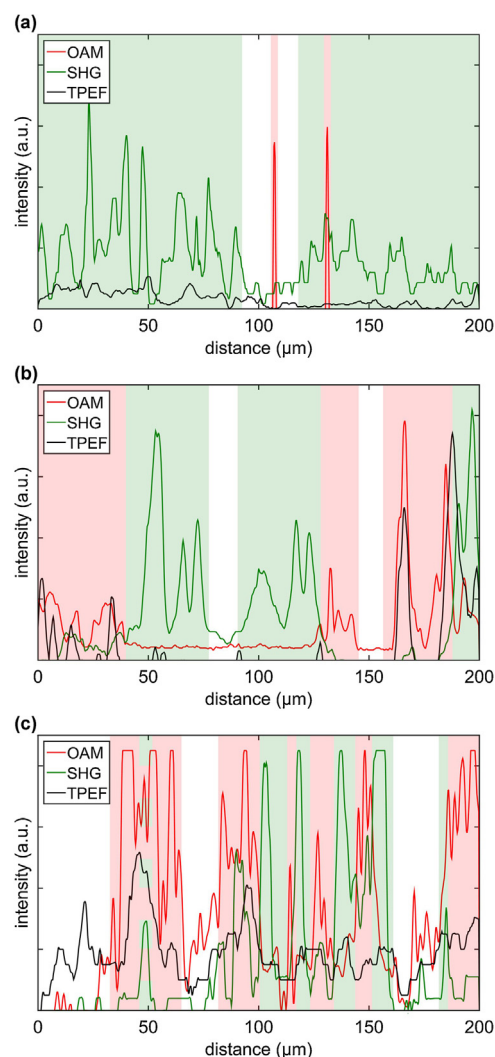 (a)
OAM
SHG
TPEF
intensity (a.u.)
0 50 100 150 200
distance (µm)
(b)
OAM
SHG
TPEF
intensity (a.u.)
0 50 100 150 200
distance (µm)
(c)
OAM
SHG
TPEF
intensity (a.u.)
0 50 100 150 200
distance (µm)